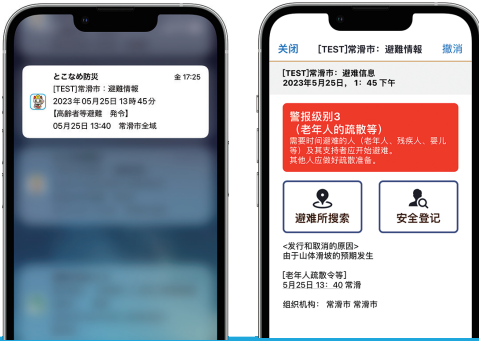 とこなめ防災
金 17:25
[TEST]常滑市：避難情報
2023年05月25日 13時45分
【高齢者等避難　発令】
05月25日 13:40　常滑市全域
关闭
[TEST]常滑市：避難情報
撤消
[TEST]常滑市：避难信息
2023年5月25日，1：45下午
警报级别3
（老年人的疏散等）
需要时间避难的人（老年人、残疾人、婴儿
等）及其支持者应开始避难。
其他人应做好疏散准备。
避难所搜索
安全登记
<发行和取消的原因>
由于山体滑坡的预期发生
[老年人疏散令等]
5月25日 13：40 常滑
组织机构： 常滑市 常滑市